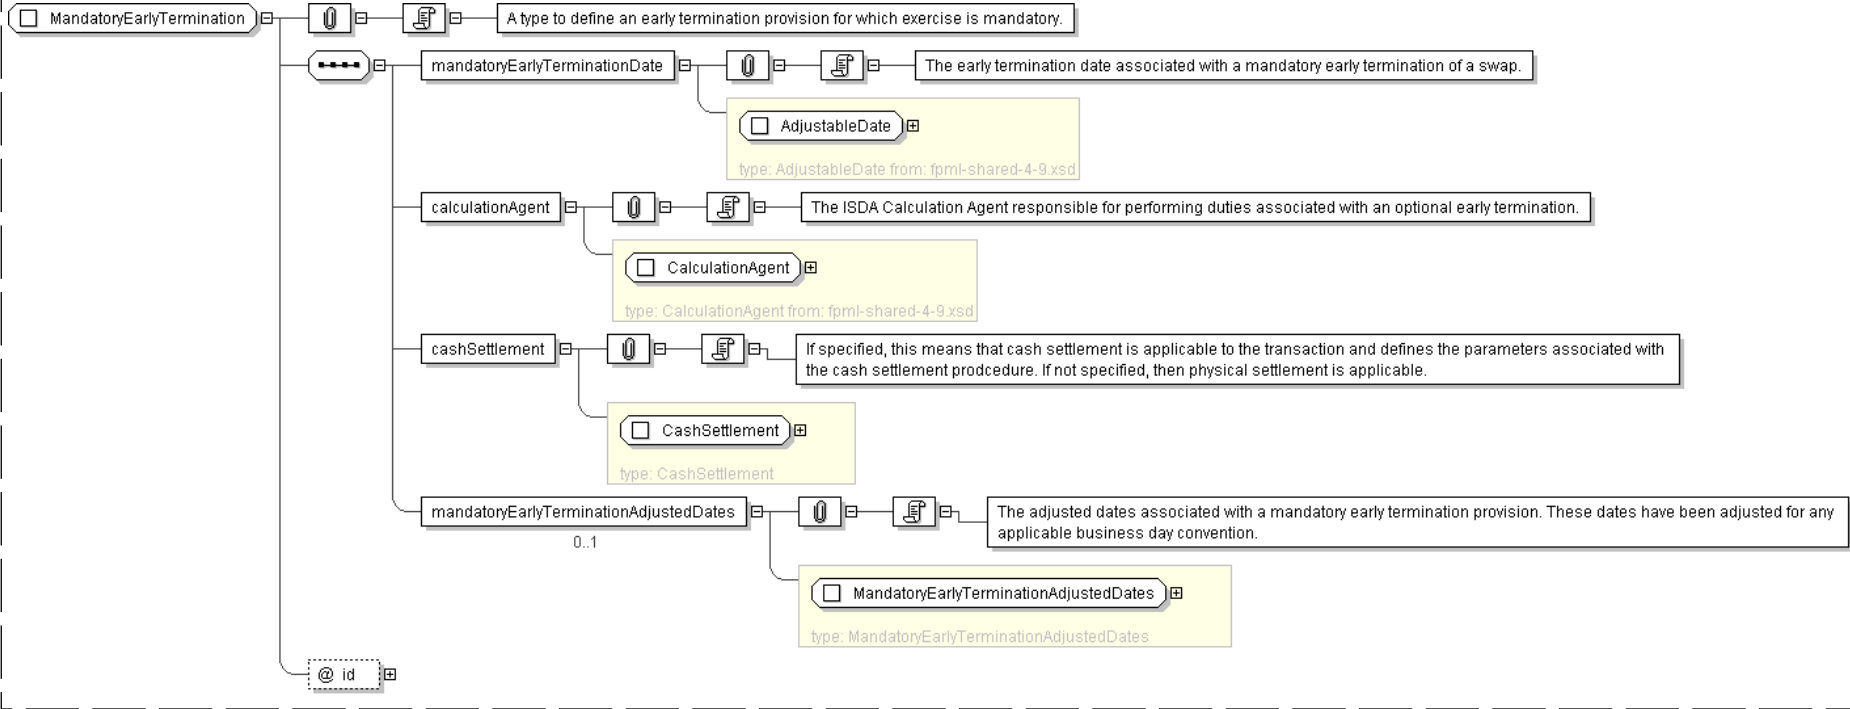 MandatoryEarlyTermination
A type to define an early termination provision for which exercise is mandatory.
mandatoryEarlyTerminationDate
The early termination date associated with a mandatory early termination of a swap.
AdjustableDate
type: AdjustableDate from: fpml-shared-4-9.xsd
calculationAgent
The ISDA Calculation Agent responsible for performing duties associated with an optional early termination.
CalculationAgent
type: CalculationAgent from: fpml-shared-4-9.xsd
cashSettlement
If specified, this means that cash settlement is applicable to the transaction and defines the parameters associated with
the cash settlement prodcedure. If not specified, then physical settlement is applicable.
CashSettlement
type: CashSettlement
mandatoryEarlyTerminationAdjustedDates
0..1
The adjusted dates associated with a mandatory early termination provision. These dates have been adjusted for any
applicable business day convention.
MandatoryEarlyTerminationAdjustedDates
type: MandatoryEarlyTerminationAdjustedDates
@ id